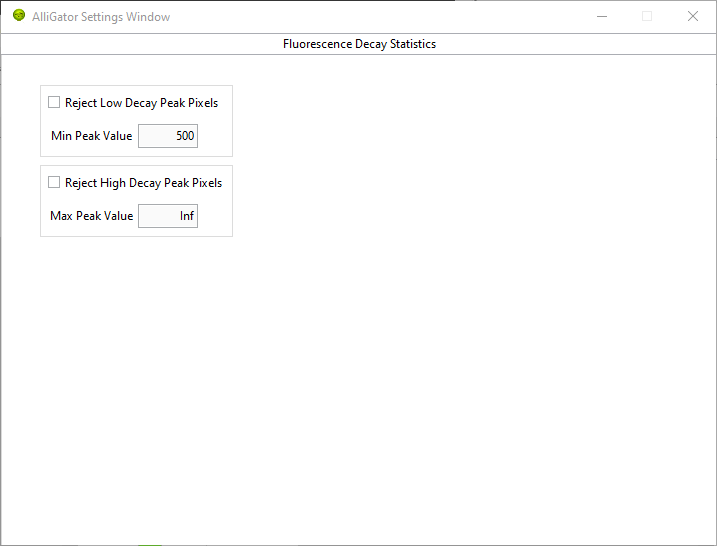 AlliGator Settings Window
Fluorescence Decay Statistics
Reject Low Decay Peak Pixels
Min Peak Value 500
Reject High Decay Peak Pixels
Max Peak Value Inf